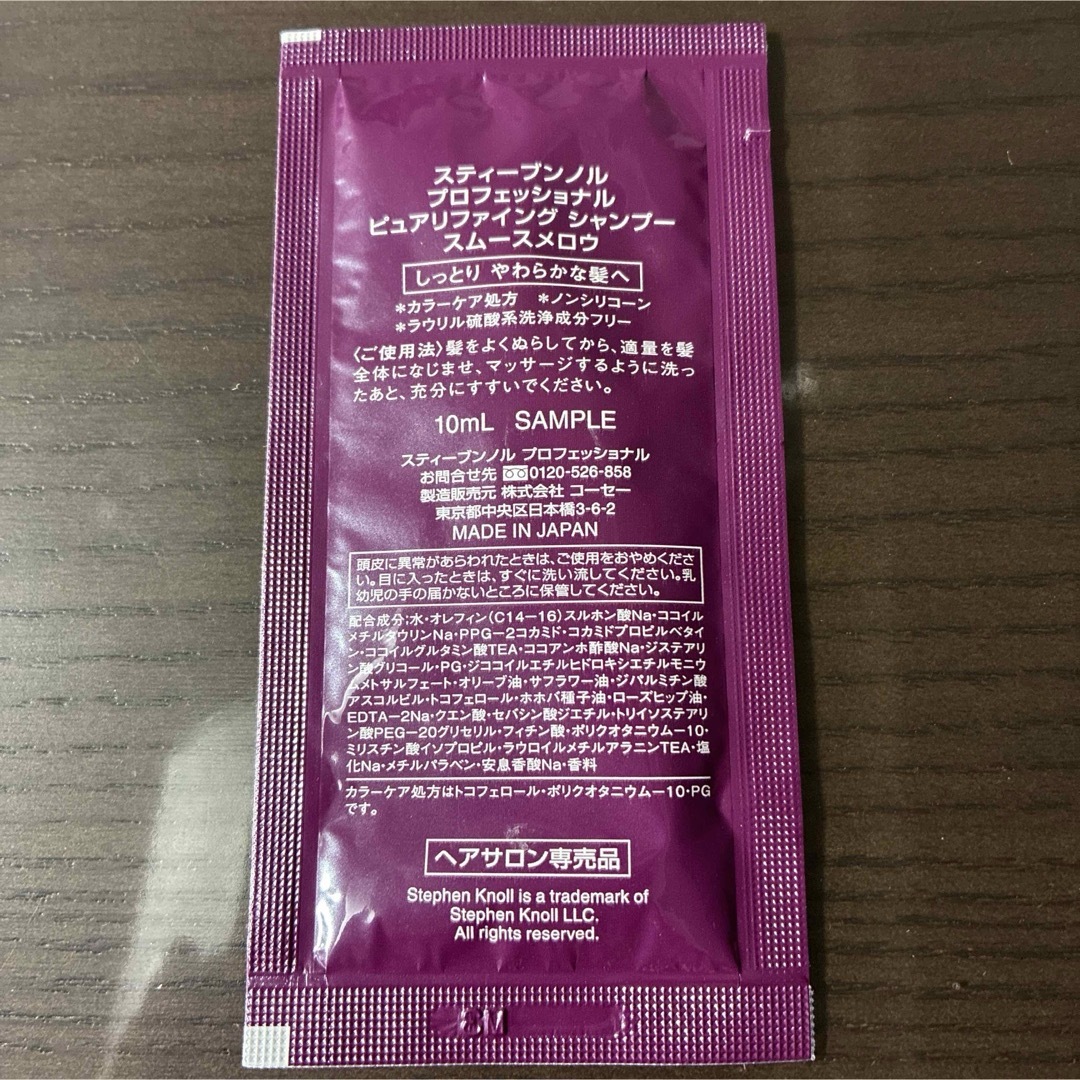 スティーブンノル
プロフェッショナル
ピュアリファイング シャンプー
スムースメロウ
しっとり やわらかな髪へ
*カラーケア処方 *ノンシリコーン
*ラウリル硫酸系洗浄成分フリー
〈ご使用法〉髪をよくぬらしてから、適量を髪
全体になじませ、マッサージするように洗っ
たあと、充分にすすいでください。
10mL SAMPLE
スティーブンノル プロフェッショナル
お問合せ先 0120-526-858
製造販売元 株式会社 コーセー
東京都中央区日本橋3-6-2
MADE IN JAPAN
頭皮に異常があらわれたときは、ご使用をおやめくださ
い。目に入ったときは、すぐに洗い流してください。乳
幼児の手の届かないところに保管してください。
配合成分:水・オレフィン(C14-16)スルホン酸Na・ココイル
メチルタウリンNa・PPG-2コカミド・コカミドプロピルベタイ
ン・ココイルグルタミン酸TEA・ココアンホ酢酸Na・ジステアリ
ン酸グリコール・PG・ジココイルエチルヒドロキシエチルモニウ
ムメトサルフェート・オリーブ油・サフラワー油・ジパルミチン酸
アスコルビル・トコフェロール・ホホバ種子油・ローズヒップ油・
EDTA-2Na・クエン酸・セバシン酸ジエチル・トリイソステアリ
ン酸PEG-20グリセリル・フィチン酸・ポリクオタニウム-10・
ミリスチン酸イソプロピル・ラウロイルメチルアラニンTEA・塩
化Na・メチルパラベン・安息香酸Na・香料
カラーケア処方はトコフェロール・ポリクオタニウム-10・PG
です。
ヘアサロン専売品
Stephen Knoll is a trademark of
Stephen Knoll LLC.
All rights reserved.